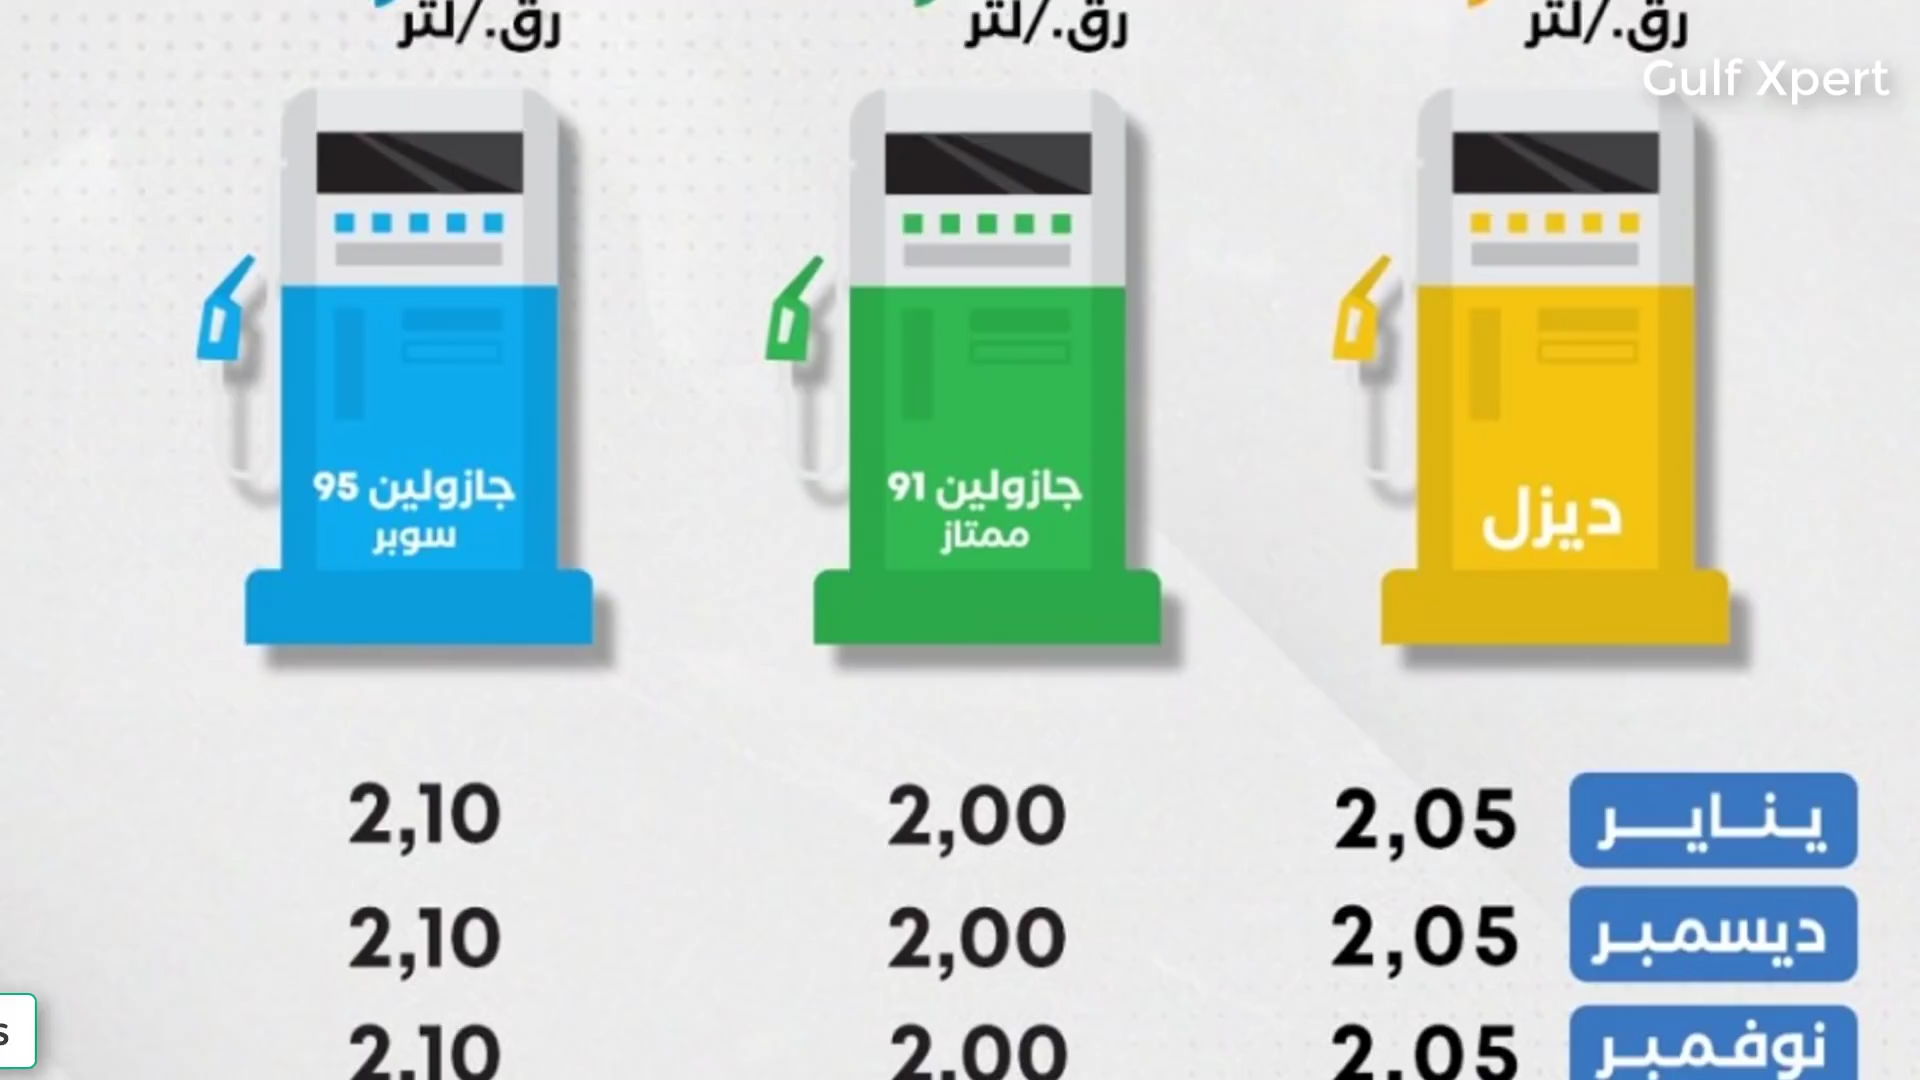 رق./لتر رق./لتر رق./لتر
Gulf Xpert
ديزل
جازولين 91
ممتاز
جازولين 95
سوبر
يناير 2,05 2,00 2,10
ديسمبر 2,05 2,00 2,10
نوفمبر 2,05 2,00 2,10
s